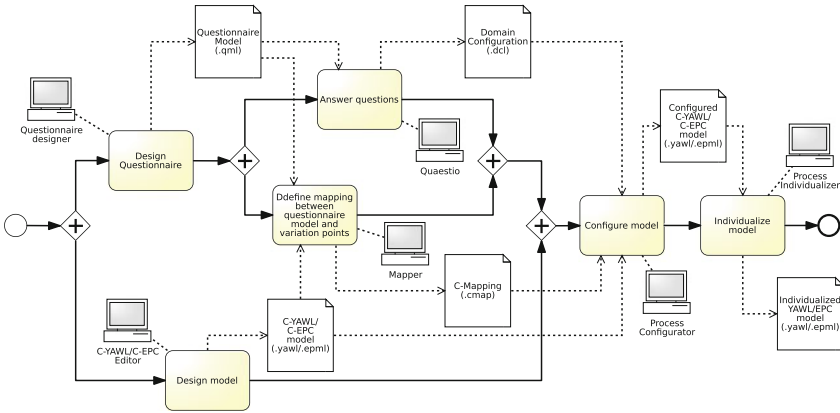 Questionnaire
Model
(.qml)
Domain
Configuration
(.dcl)
Questionnaire
designer
Answer questions
Configured
C-YAWL/
C-EPC
model
(.yawl/.epml)
Design
Questionnaire
Quaestio
Process
Individualizer
Ddefine mapping
between
questionnaire
model and
variation points
Configure model
Individualize
model
Mapper
C-Mapping
(.cmap)
Process
Configurator
Individualized
YAWL/EPC
model
(.yawl/.epml)
C-YAWL/
C-EPC
model
(.yawl/.epml)
C-YAWL/C-EPC
Editor
Design model